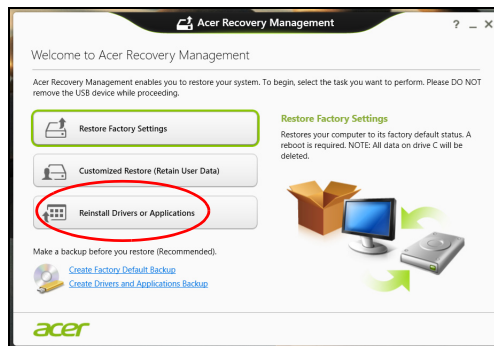 Acer Recovery Management
? _ ×
Welcome to Acer Recovery Management
Acer Recovery Management enables you to restore your system. To begin, select the task you want to perform. Please DO NOT
remove the USB device while proceeding.
Restore Factory Settings
Customized Restore (Retain User Data)
Reinstall Drivers or Applications
Restore Factory Settings
Restores your computer to its factory default status. A
reboot is required. NOTE: All data on drive C will be
deleted.
Make a backup before you restore (Recommended).
Create Factory Default Backup
Create Drivers and Applications Backup
acer